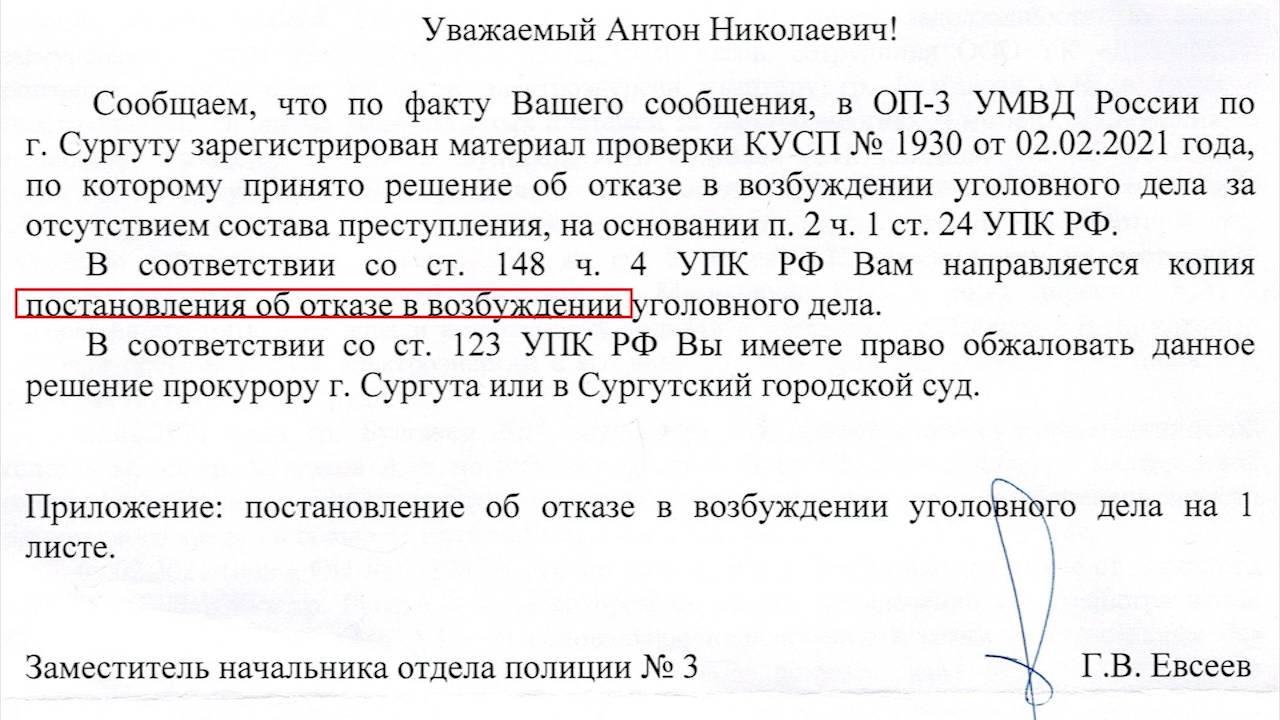 Уважаемый Антон Николаевич!
Сообщаем, что по факту Вашего сообщения, в ОП-3 УМВД России по
г. Сургуту зарегистрирован материал проверки КУСП № 1930 от 02.02.2021 года,
по которому принято решение об отказе в возбуждении уголовного дела за
отсутствием состава преступления, на основании п. 2 ч. 1 ст. 24 УПК РФ.
В соответствии со ст. 148 ч. 4 УПК РФ Вам направляется копия
постановления об отказе в возбуждении уголовного дела.
В соответствии со ст. 123 УПК РФ Вы имеете право обжаловать данное
решение прокурору г. Сургута или в Сургутский городской суд.
Приложение: постановление об отказе в возбуждении уголовного дела на 1
листе.
Заместитель начальника отдела полиции № 3 Г.В. Евсеев